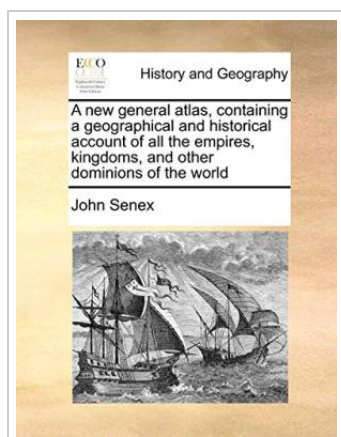 ECCO
History and Geography
A new general atlas, containing
a geographical and historical
account of all the empires,
kingdoms, and other
dominions of the world
John Senex